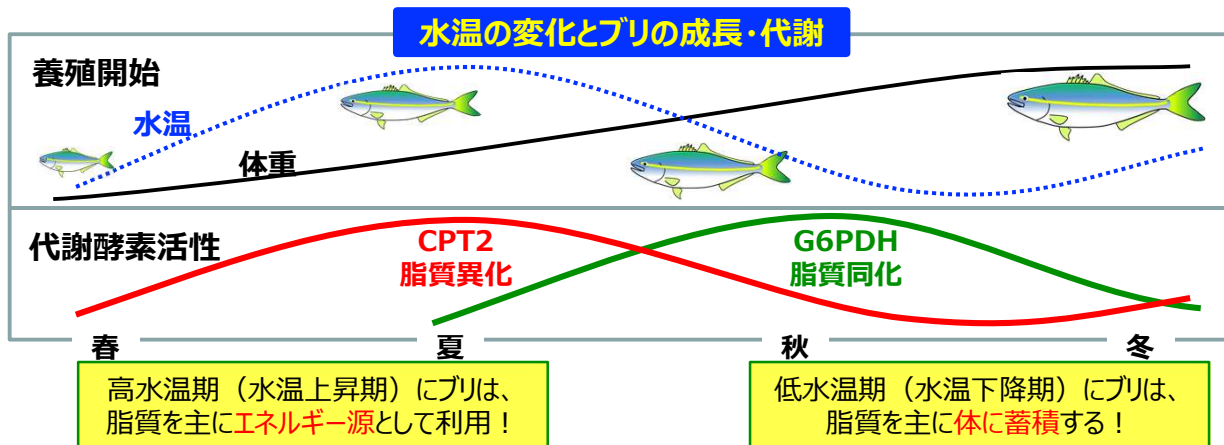 水温の変化とブリの成長・代謝
養殖開始
水温
体重
代謝酵素活性
CPT2
脂質異化
G6PDH
脂質同化
春
夏
秋
冬
高水温期（水温上昇期）にブリは、
脂質を主にエネルギー源として利用！
低水温期（水温下降期）にブリは、
脂質を主に体に蓄積する！